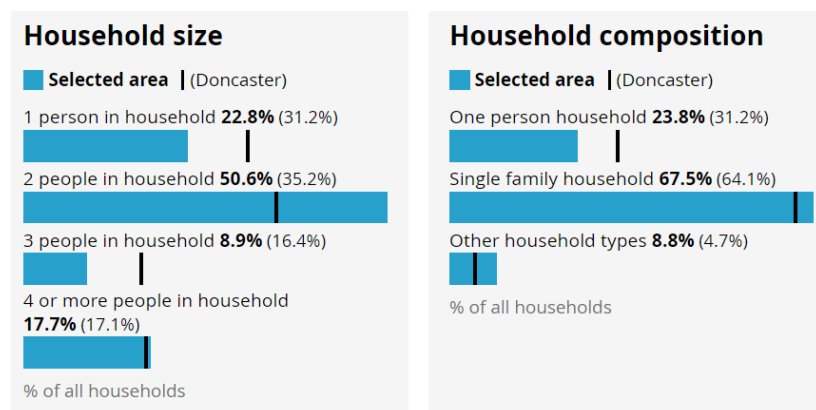 Household size
Selected area (Doncaster)
1 person in household 22.8% (31.2%)
2 people in household 50.6% (35.2%)
3 people in household 8.9% (16.4%)
4 or more people in household
17.7% (17.1%)
% of all households
Household composition
Selected area (Doncaster)
One person household 23.8% (31.2%)
Single family household 67.5% (64.1%)
Other household types 8.8% (4.7%)
% of all households